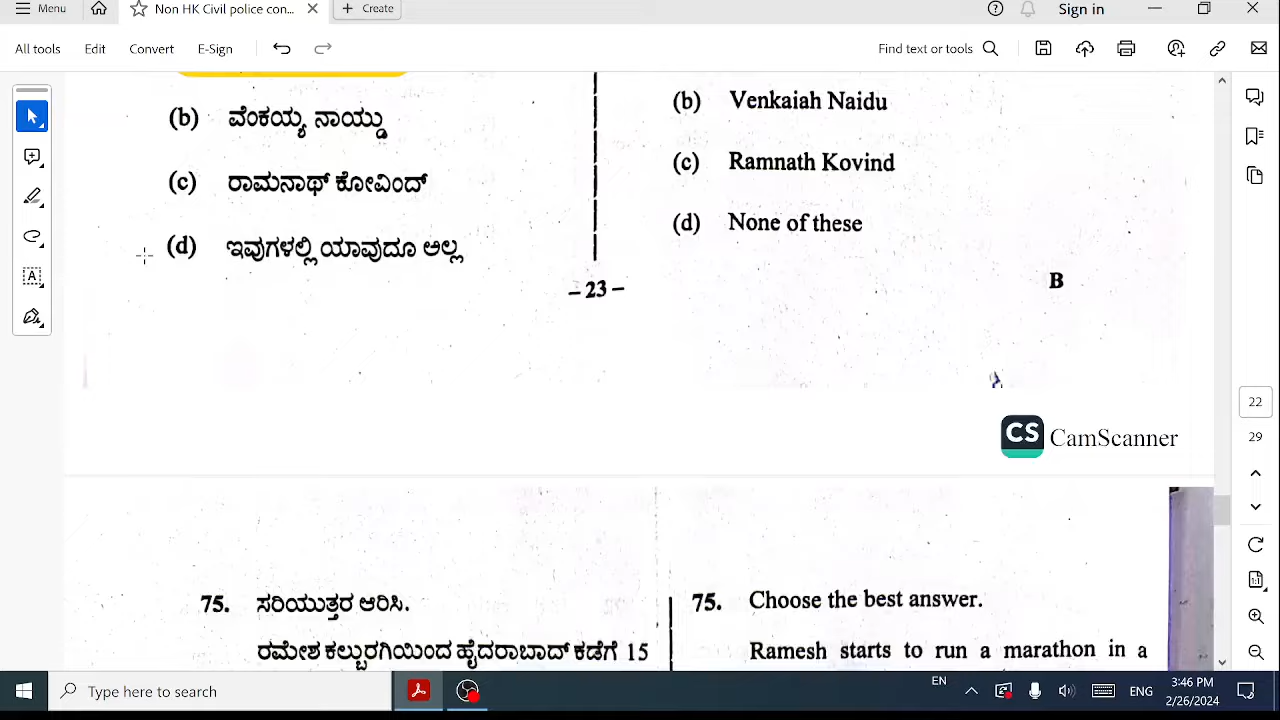 Menu
Non HK Civil police con...
Create
Sign in
All tools
Edit
Convert
E-Sign
Find text or tools
(b) ವೆಂಕಯ್ಯ ನಾಯ್ಡು
(c) ರಾಮನಾಥ್ ಕೋವಿಂದ್
(d) ಇವುಗಳಲ್ಲಿ ಯಾವುದೂ ಅಲ್ಲ
(b) Venkaiah Naidu
(c) Ramnath Kovind
(d) None of these
– 23 –
B
CS CamScanner
75. ಸರಿಯುತ್ತರ ಆರಿಸಿ.
ರಮೇಶ ಕಲ್ಬುರಗಿಯಿಂದ ಹೈದರಾಬಾದ್ ಕಡೆಗೆ 15
75. Choose the best answer.
Ramesh starts to run a marathon in a
22
29
Type here to search
EN
ENG
3:46 PM
2/26/2024